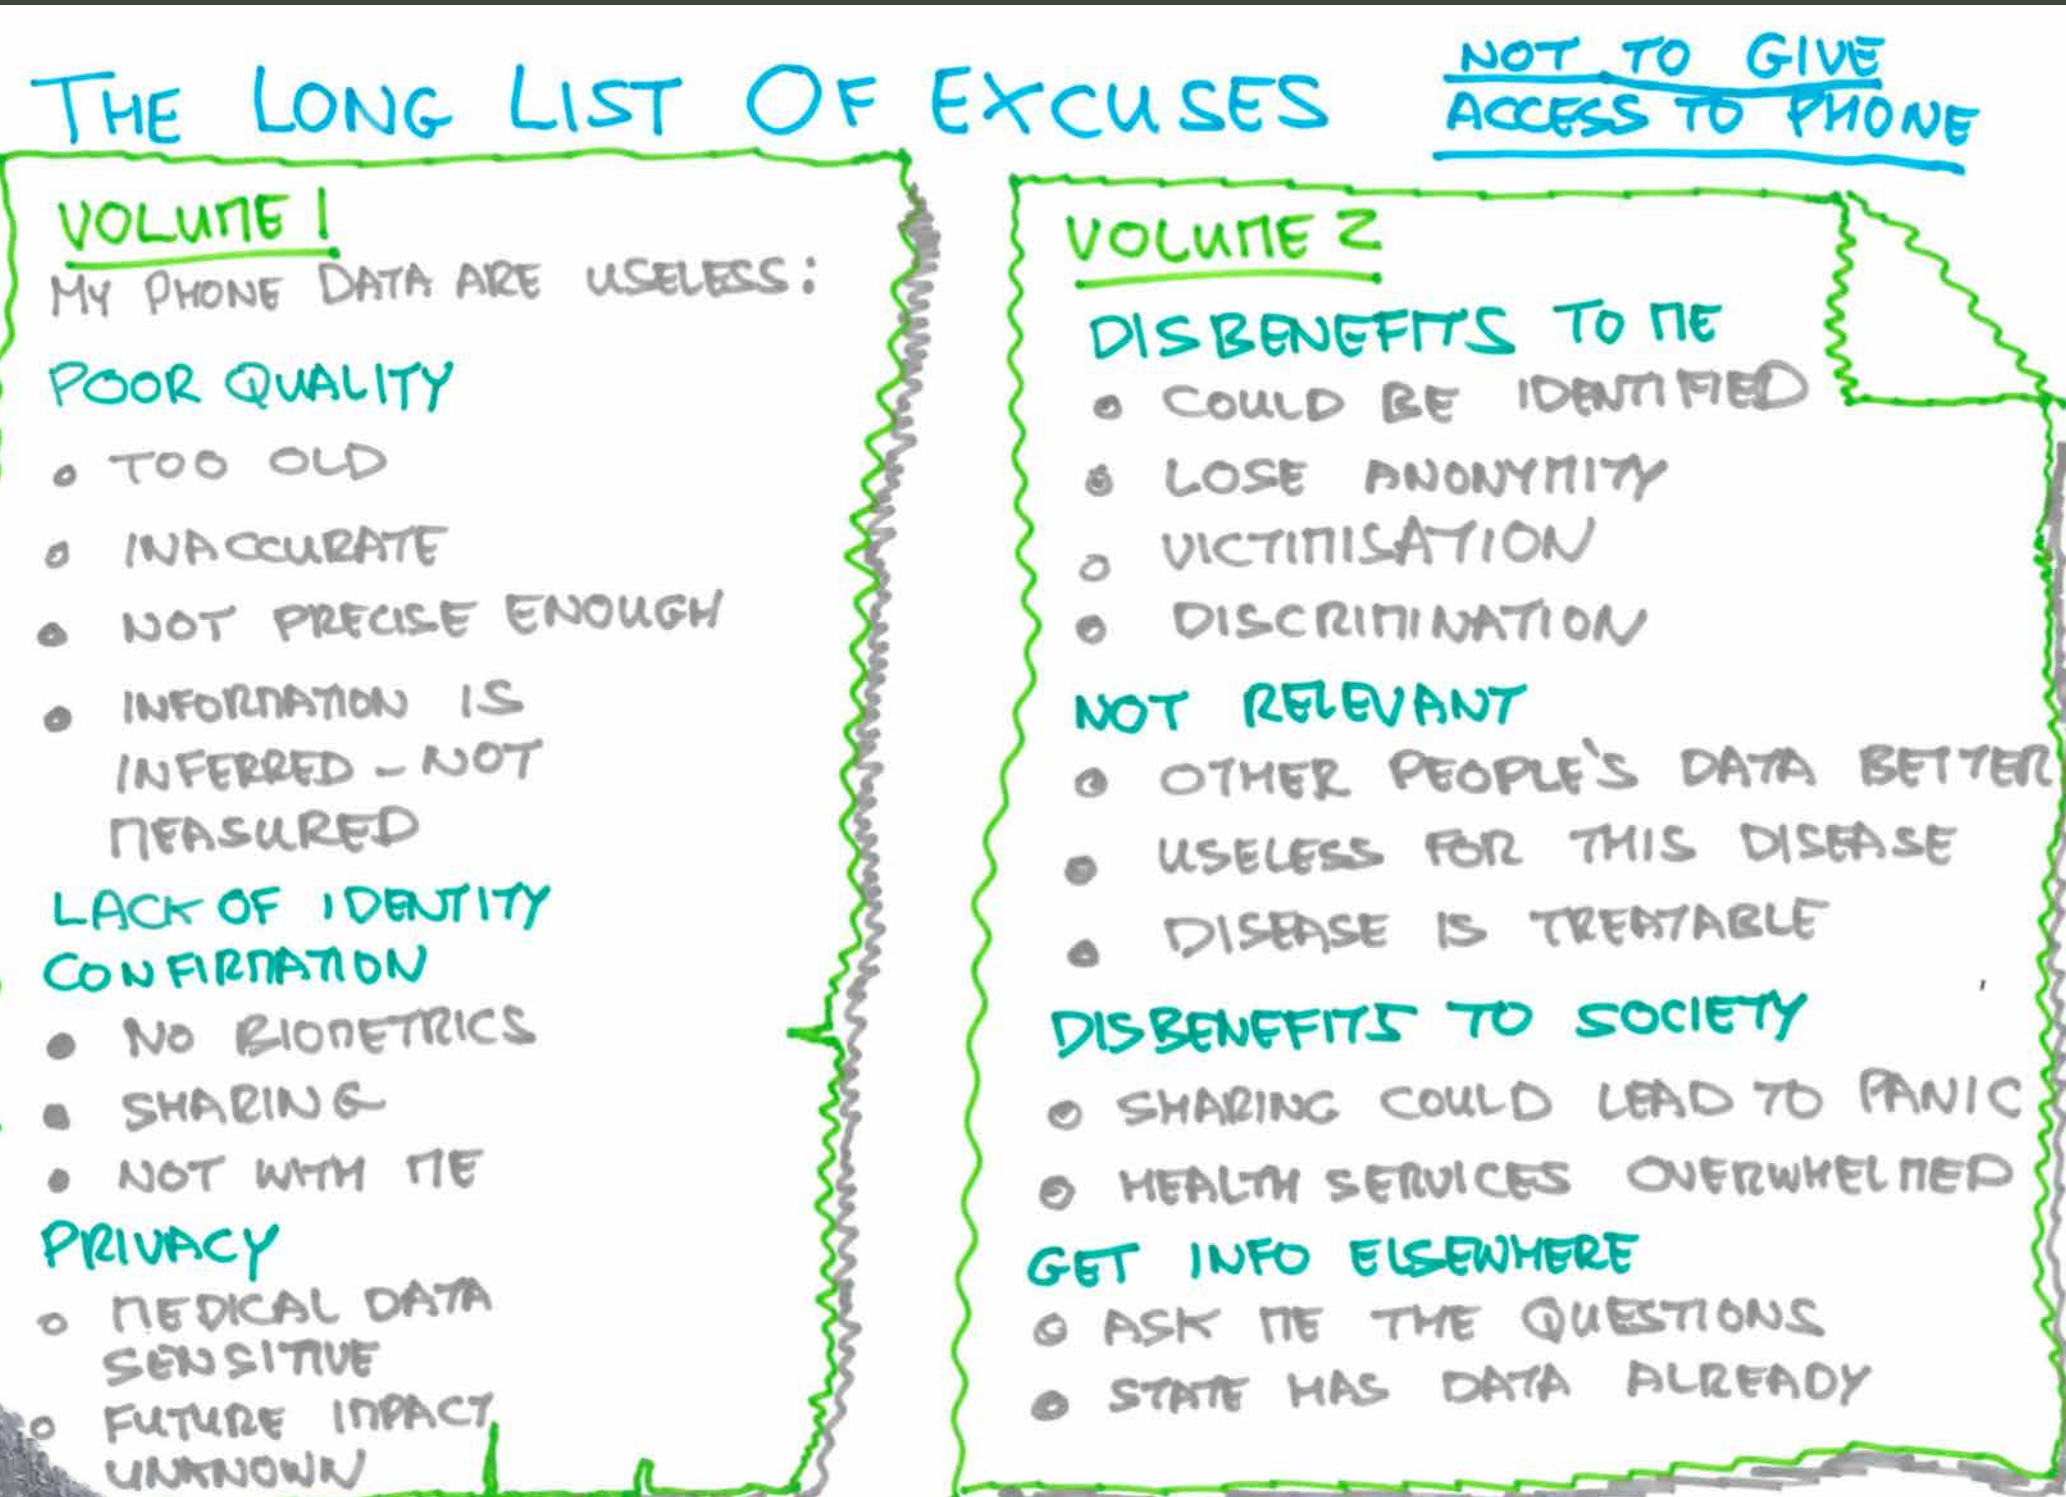 THE LONG LIST OF EXCUSES
NOT TO GIVE
ACCESS TO PHONE
VOLUME 1
MY PHONE DATA ARE USELESS:
POOR QUALITY
• TOO OLD
• INACCURATE
• NOT PRECISE ENOUGH
• INFORMATION IS
INFERRED - NOT
MEASURED
LACK OF IDENTITY
CONFIRMATION
• NO BIOMETRICS
• SHARING
• NOT WITH ME
PRIVACY
• MEDICAL DATA
SENSITIVE
• FUTURE IMPACT
UNKNOWN
VOLUME 2
DISBENEFITS TO ME
• COULD BE IDENTIFIED
• LOSE ANONYMITY
• VICTIMISATION
• DISCRIMINATION
NOT RELEVANT
• OTHER PEOPLE'S DATA BETTER
• USELESS FOR THIS DISEASE
• DISEASE IS TREATABLE
DISBENEFITS TO SOCIETY
• SHARING COULD LEAD TO PANIC
• HEALTH SERVICES OVERWHELMED
GET INFO ELSEWHERE
• ASK ME THE QUESTIONS
• STATE HAS DATA ALREADY